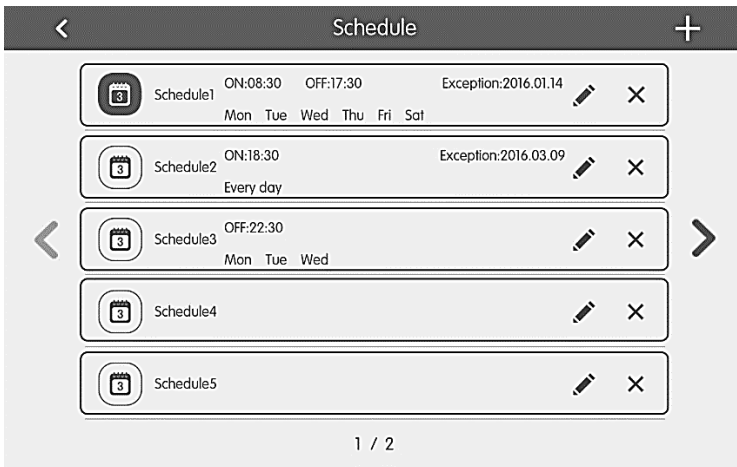 Schedule
Schedule1 ON:08:30 OFF:17:30 Exception:2016.01.14
Mon Tue Wed Thu Fri Sat
Schedule2 ON:18:30 Exception:2016.03.09
Every day
Schedule3 OFF:22:30
Mon Tue Wed
Schedule4
Schedule5
1 / 2